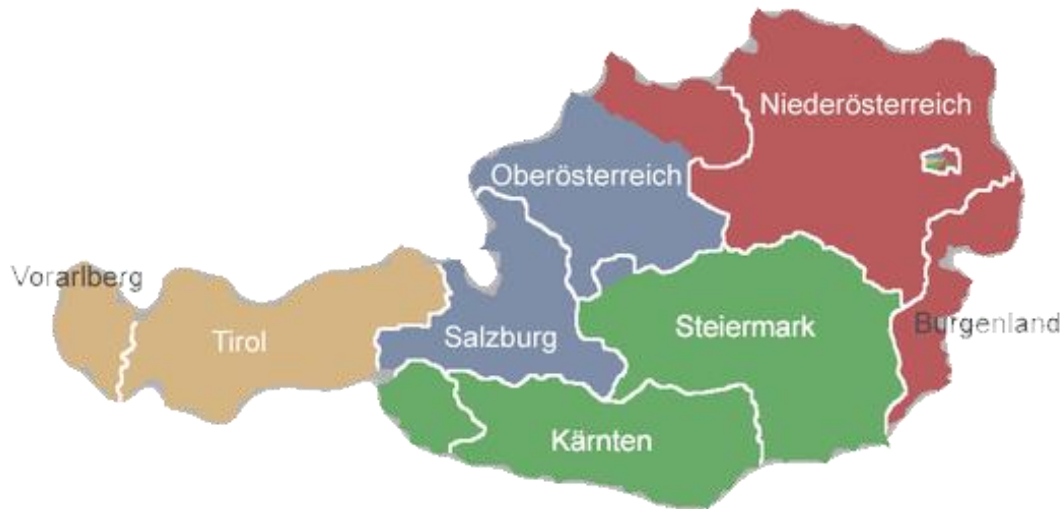 Niederösterreich
Oberösterreich
Vorarlberg
Tirol
Salzburg
Steiermark
Burgenland
Kärnten